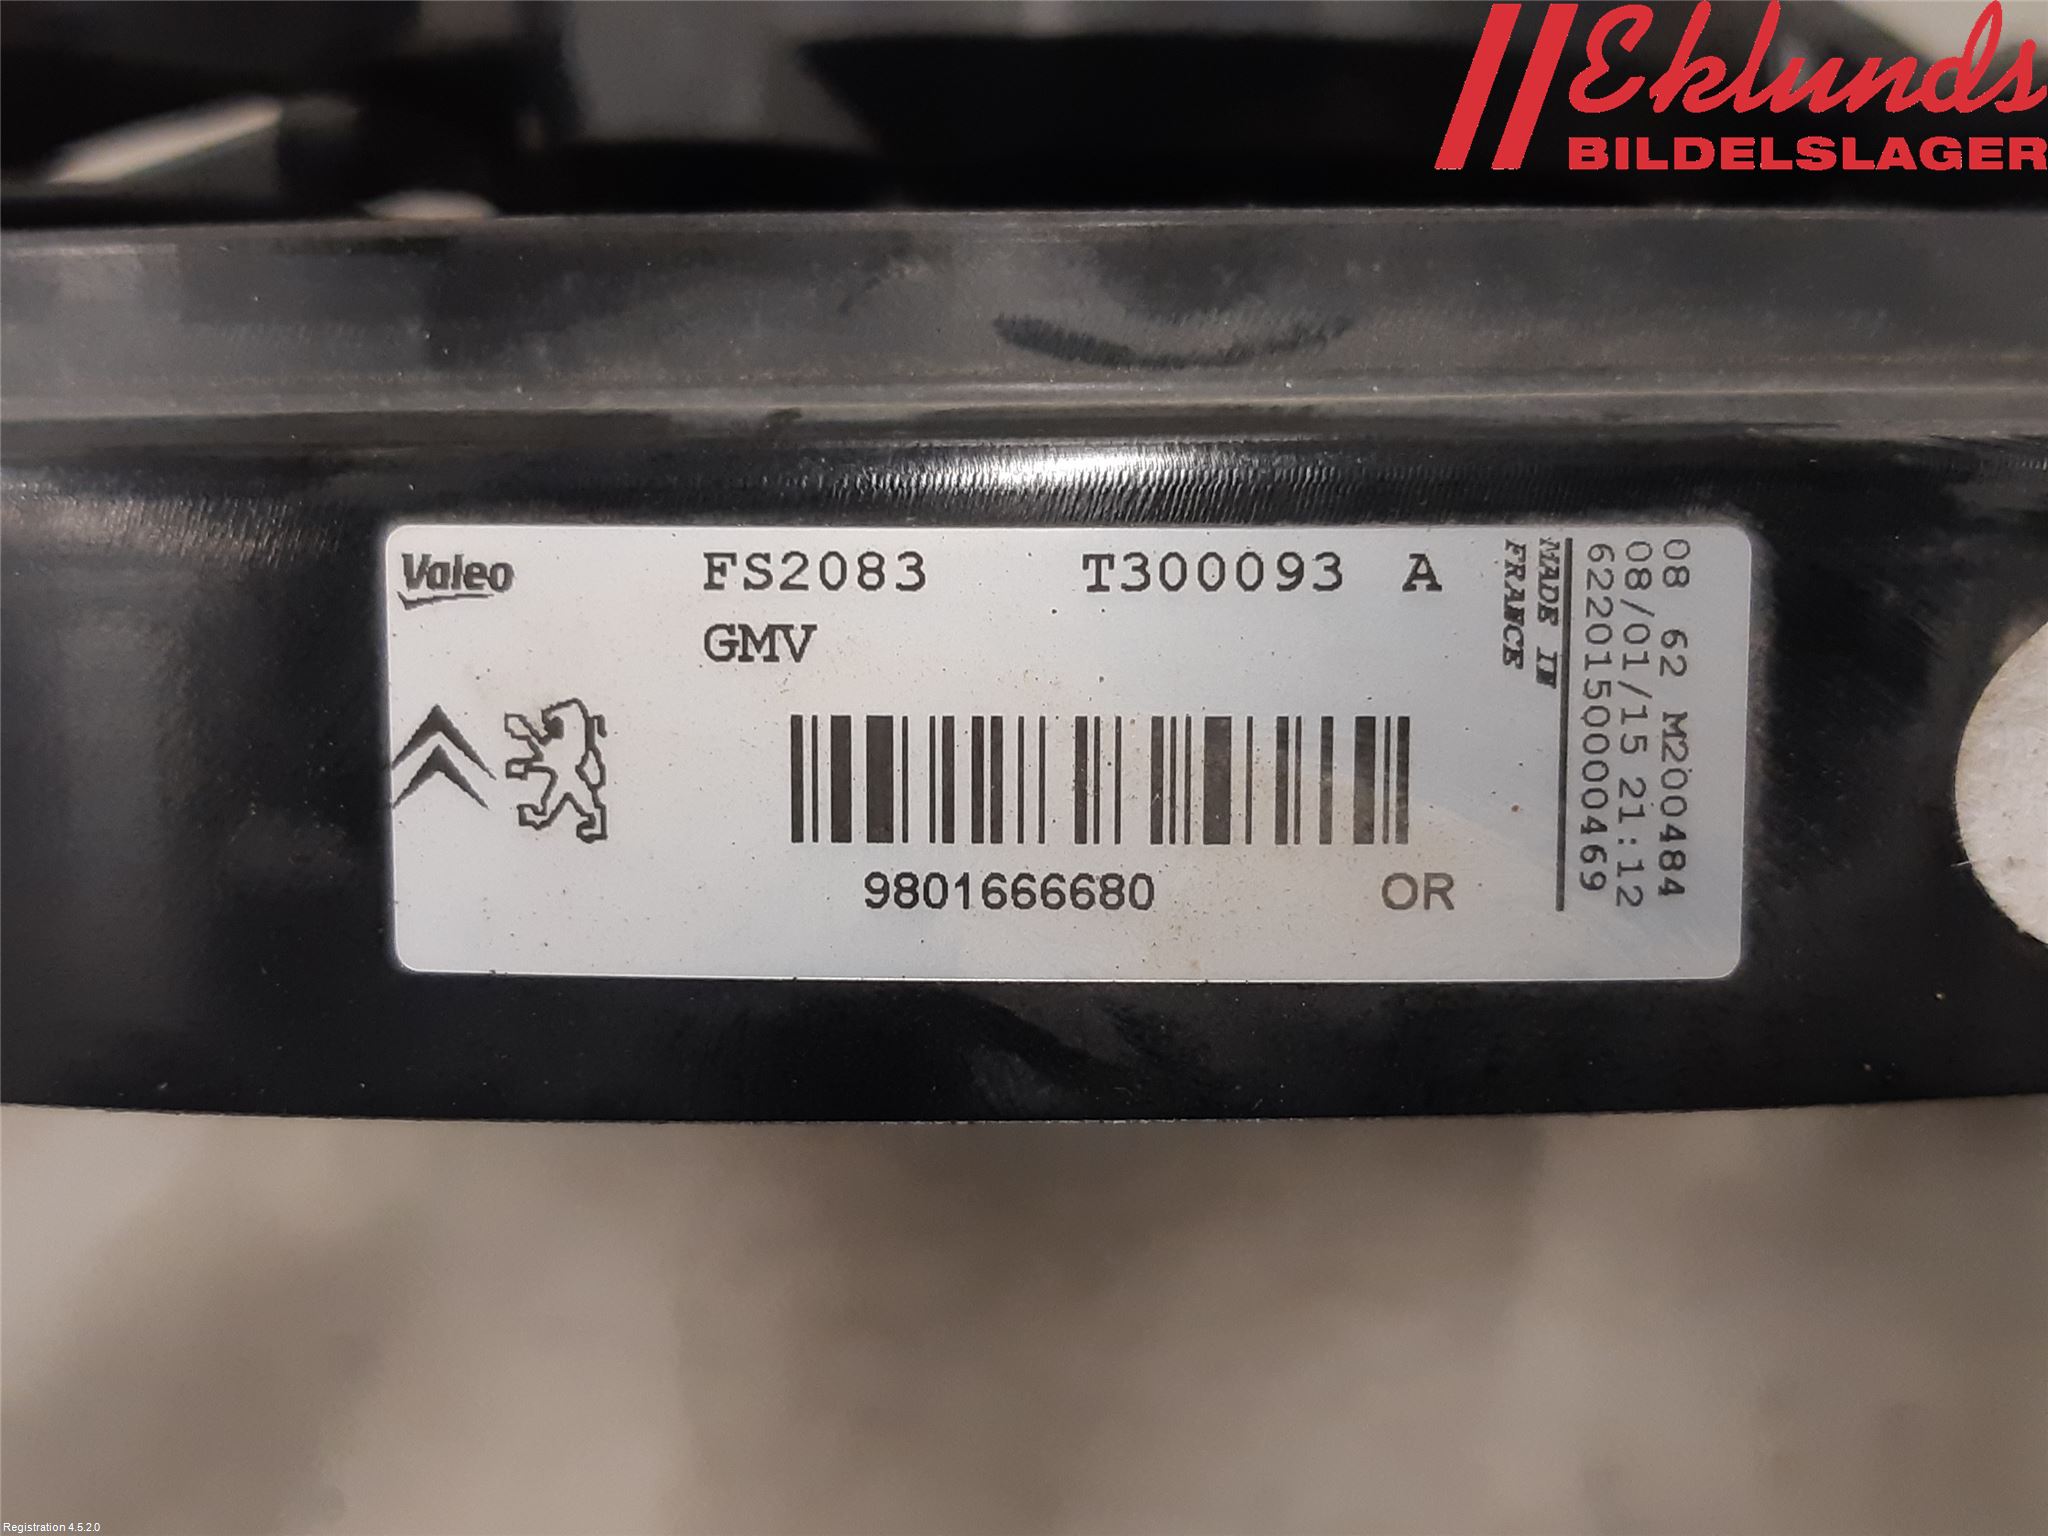 Eklunds
BILDELSLAGER
Valeo
FS2083 T300093 A
GMV
9801666680 OR
MADE IN
FRANCE
08 62 M200484
08/01/15 21:12
62201500000469
Registration 4.5.2.0